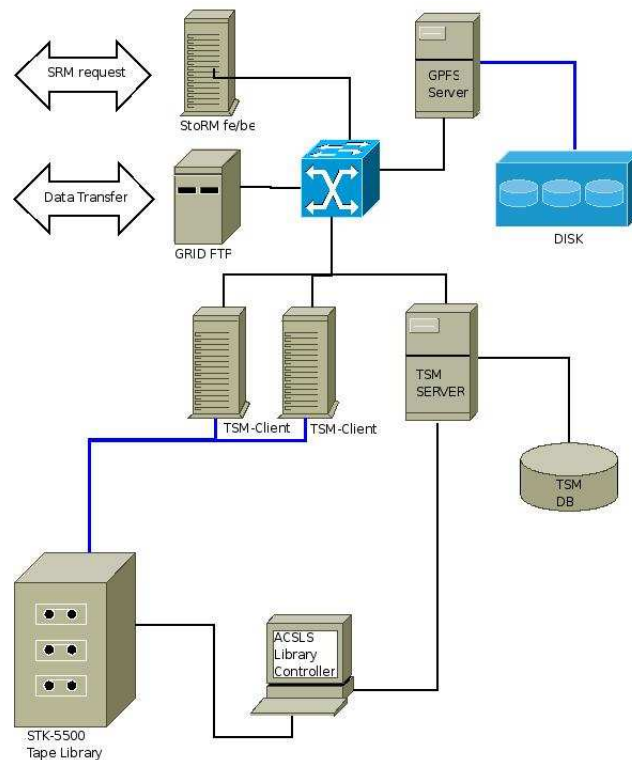 SRM request
StoRM fe/be
GPFS
Server
Data Transfer
GRID FTP
DISK
TSM-Client
TSM-Client
TSM
SERVER
TSM
DB
ACSLS
Library
Controller
STK-5500
Tape Library